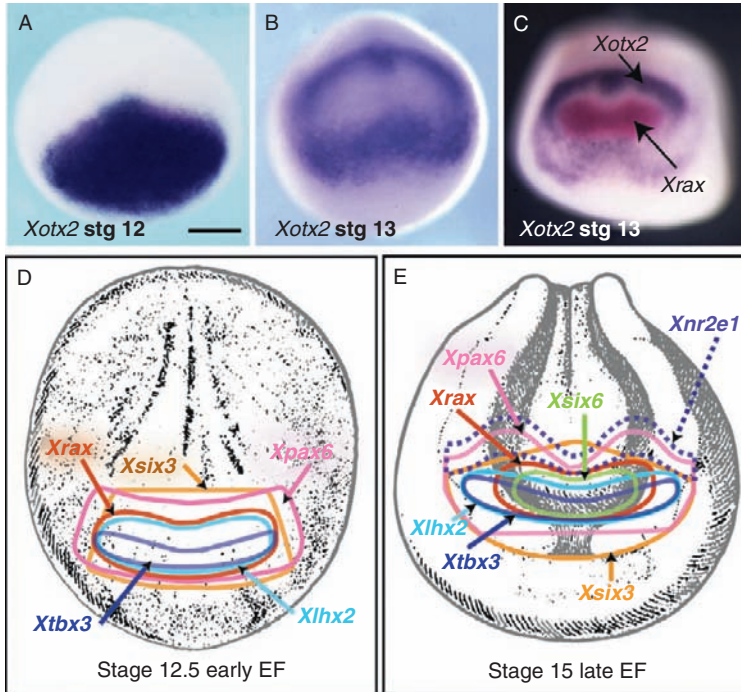 A
Xotx2 stg 12
B
Xotx2 stg 13
C
Xotx2
Xrax
Xotx2 stg 13
D
Xrax
Xsix3
Xpax6
Xtbx3
Xlhx2
Stage 12.5 early EF
E
Xnr2e1
Xpax6
Xsix6
Xrax
Xlhx2
Xtbx3
Xsix3
Stage 15 late EF